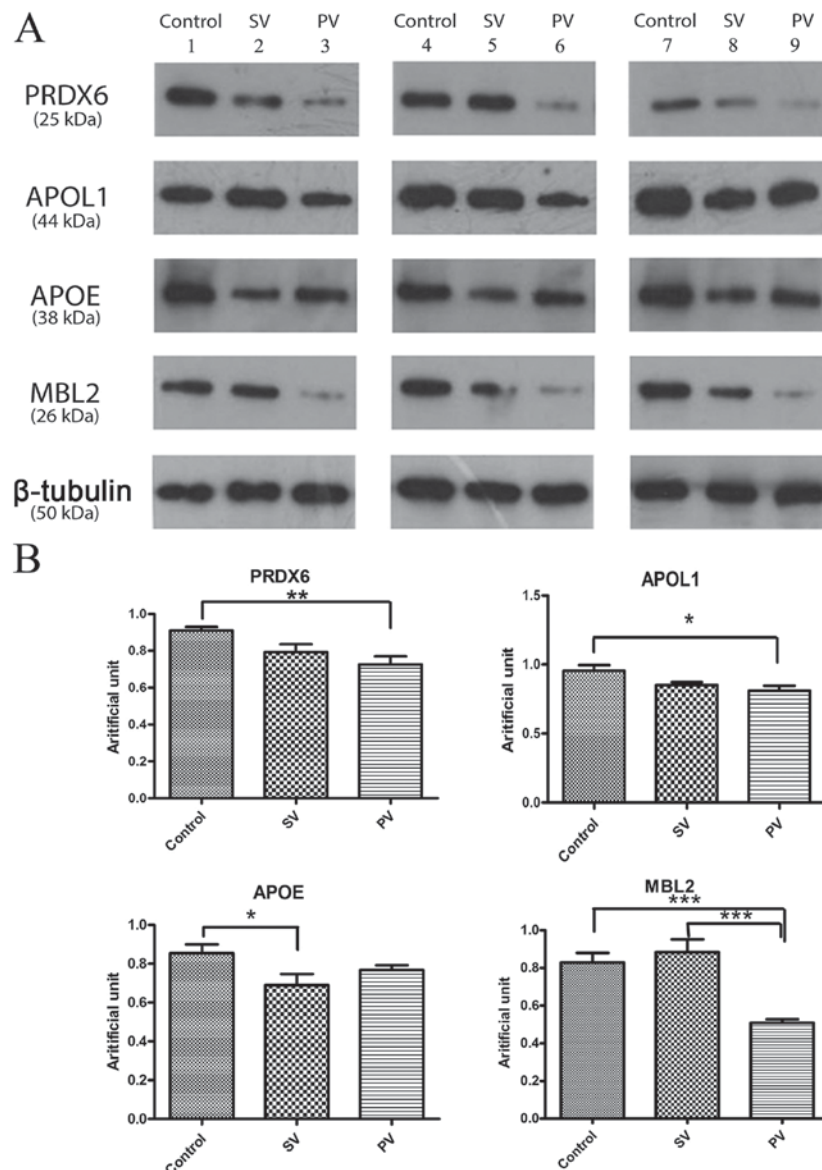 A
Control SV PV Control SV PV Control SV PV
1 2 3 4 5 6 7 8 9
PRDX6
(25 kDa)
APOL1
(44 kDa)
APOE
(38 kDa)
MBL2
(26 kDa)
β-tubulin
(50 kDa)
B
PRDX6
**
1.0
0.8
0.6
0.4
0.2
0.0
Aritificial unit
Control SV PV
APOL1
*
1.5
1.0
0.5
0.0
Aritificial unit
Control SV PV
APOE
*
1.0
0.8
0.6
0.4
0.2
0.0
Aritificial unit
Control SV PV
MBL2
***
***
1.0
0.8
0.6
0.4
0.2
0.0
Aritificial unit
Control SV PV